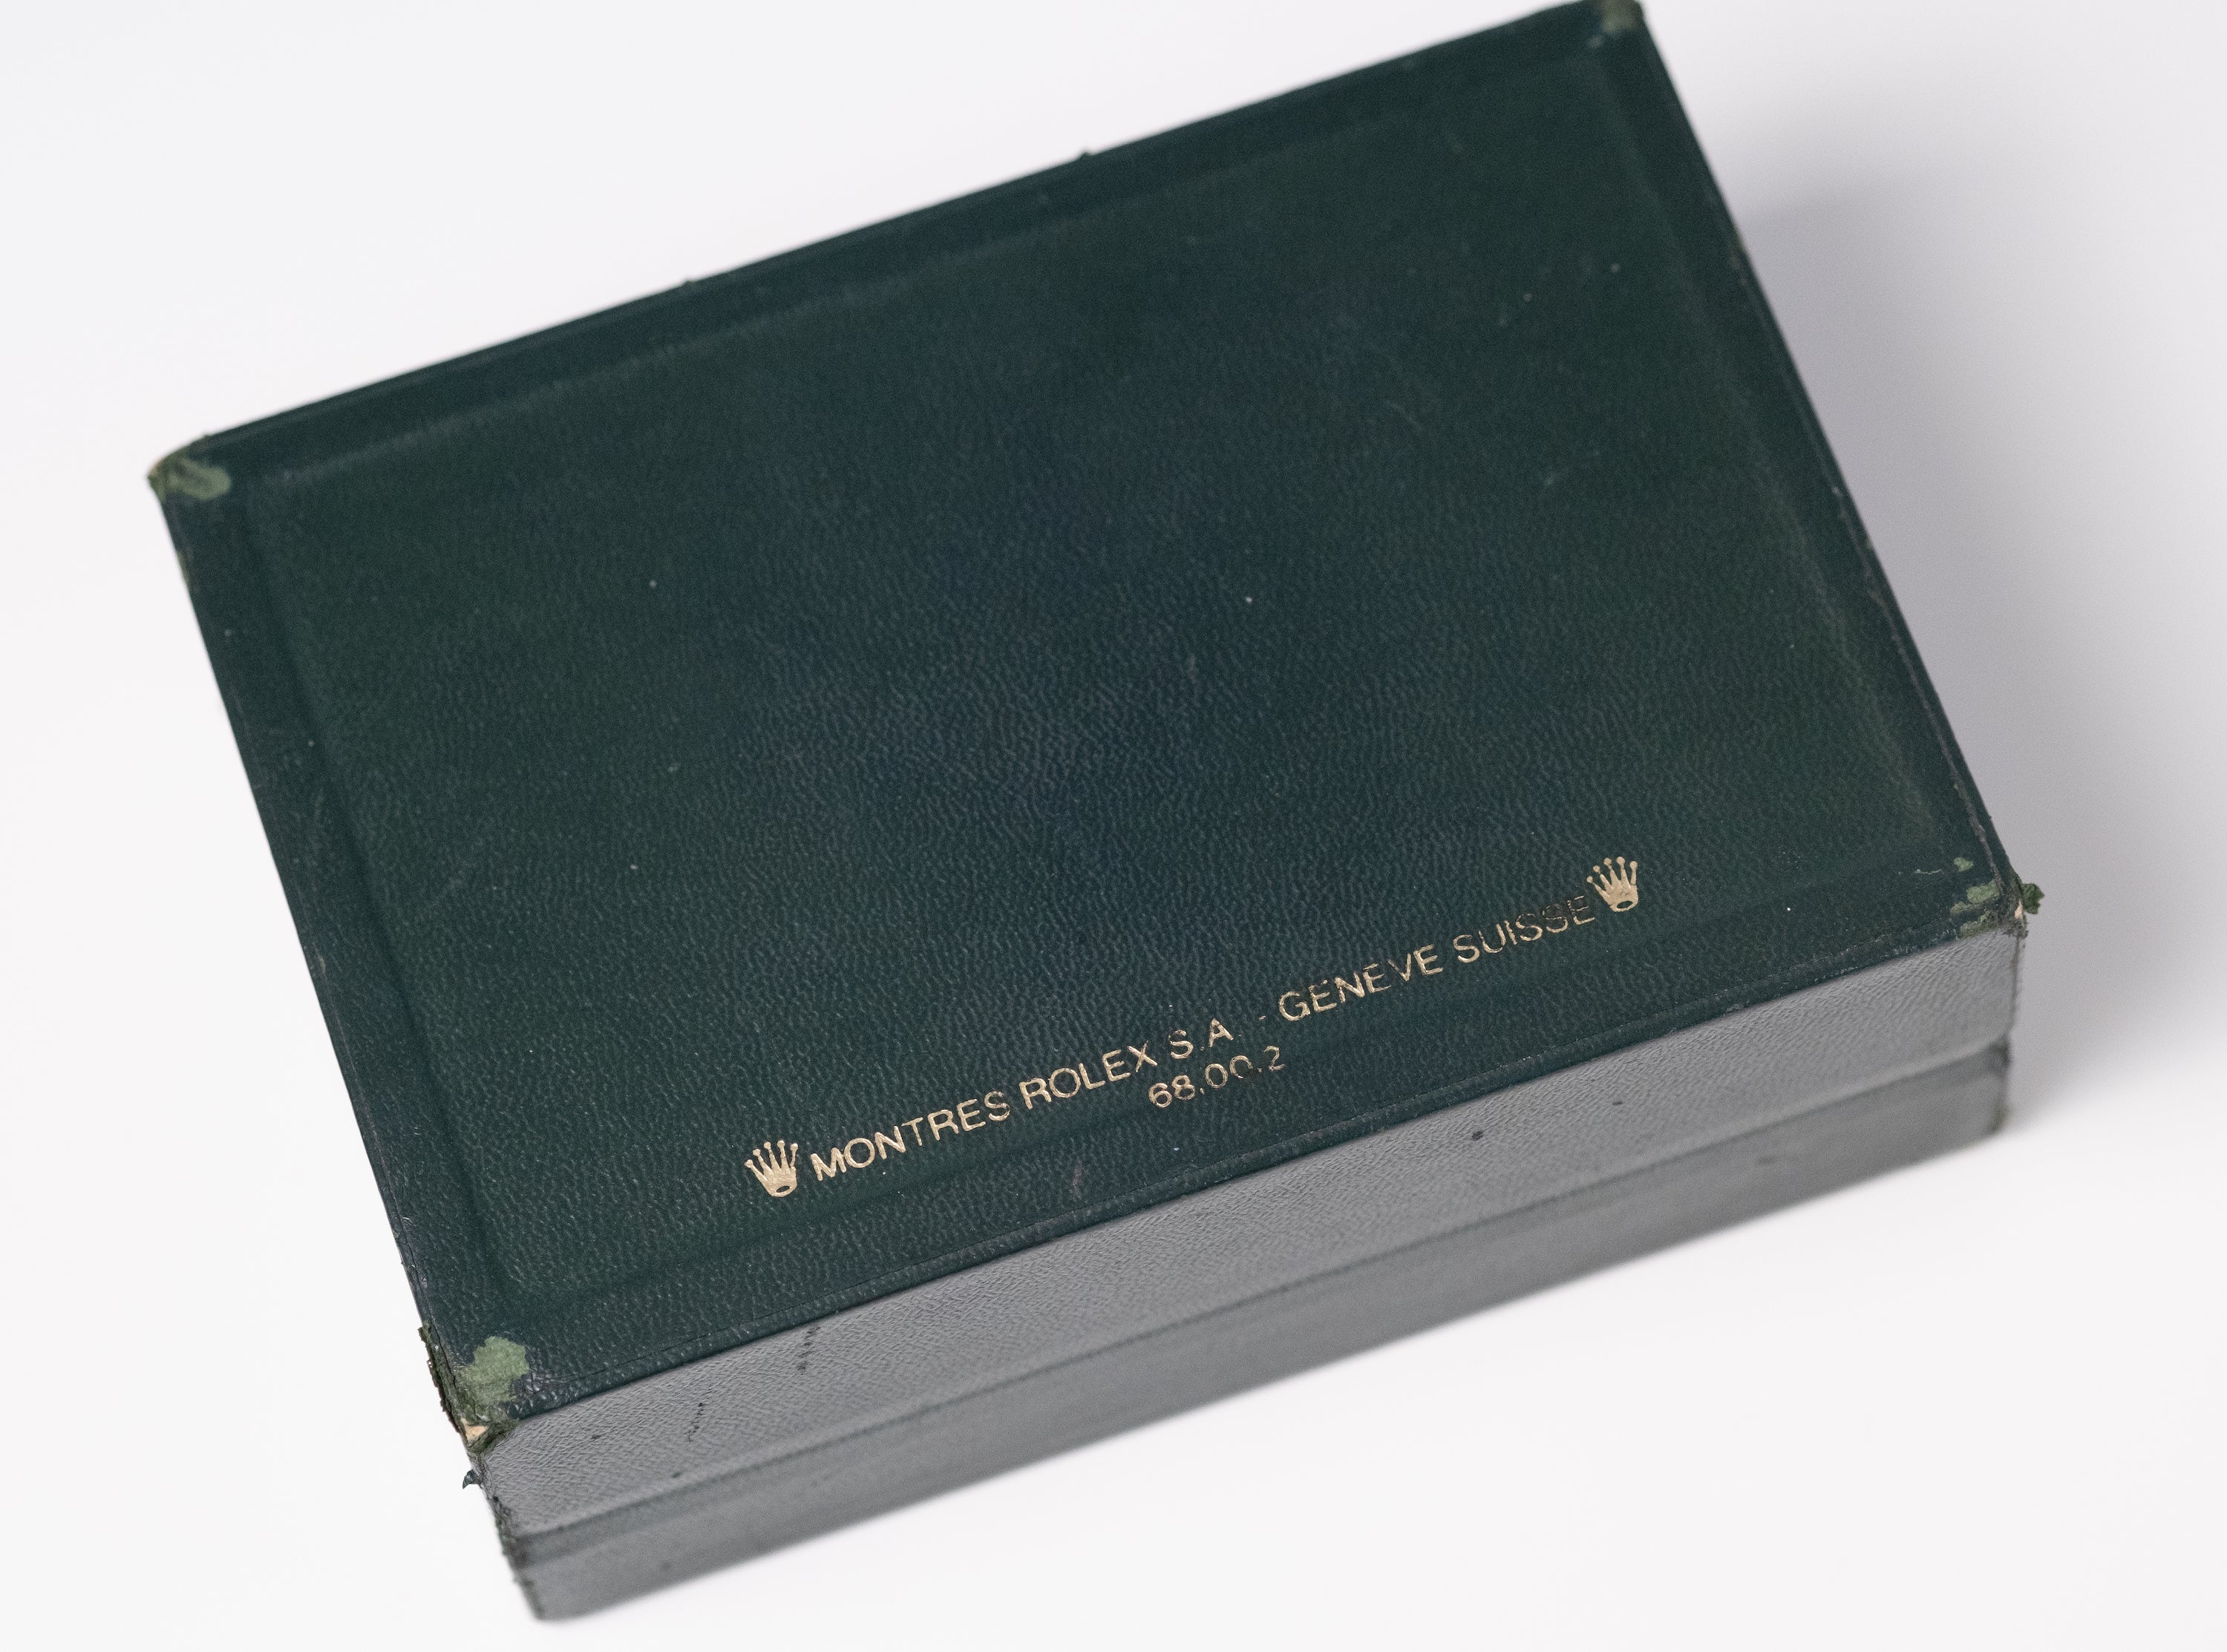 MONTRES ROLEX S.A. - GENEVE SUISSE
68.00.2